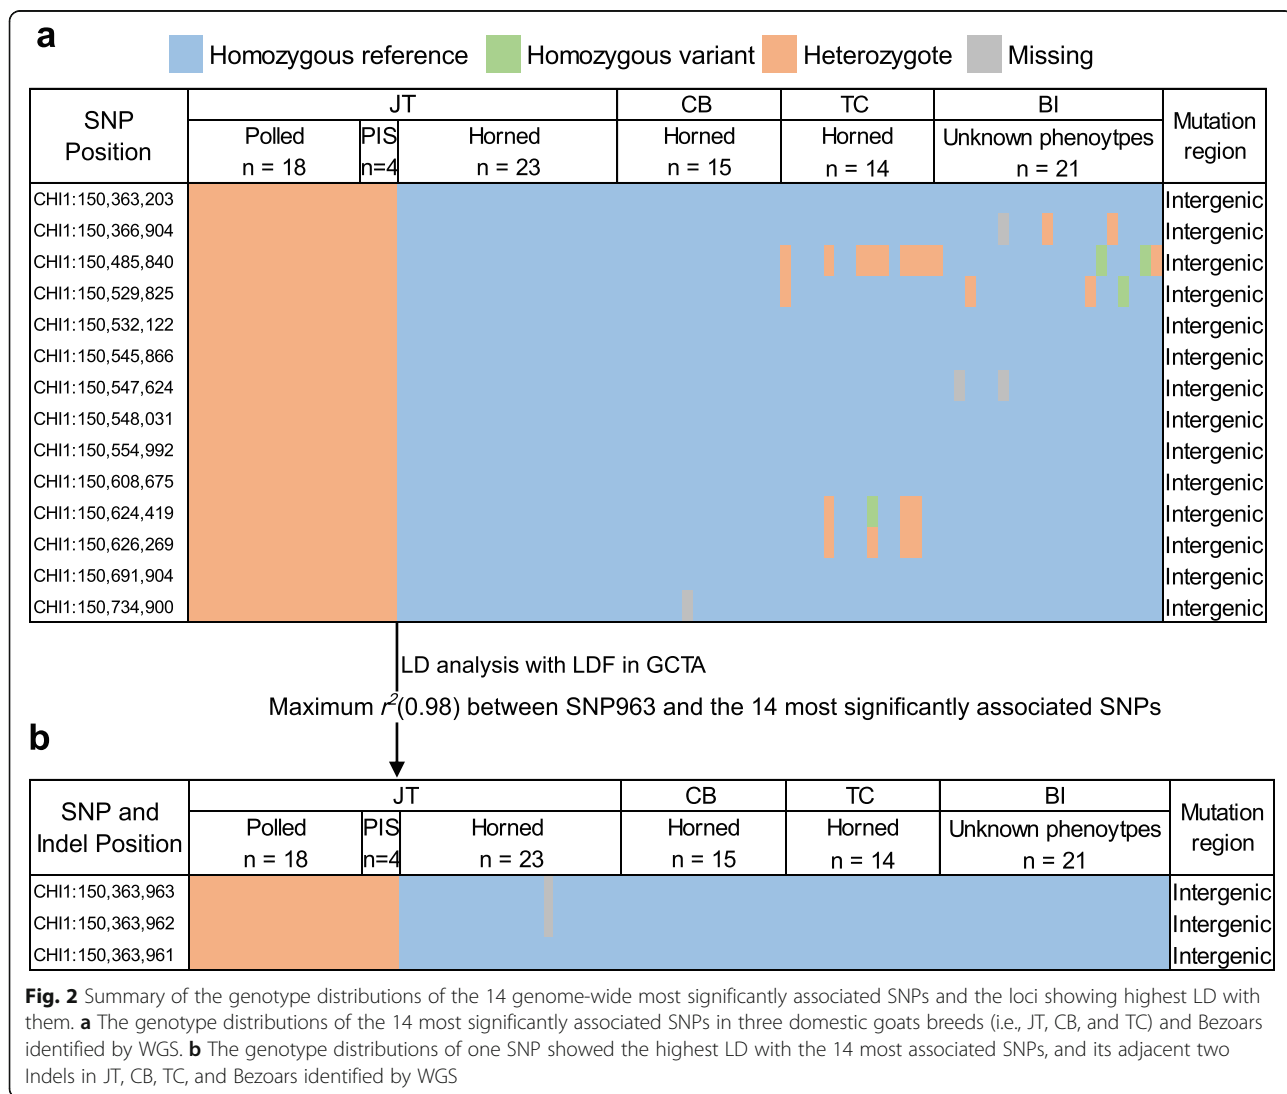 a
Homozygous reference Homozygous variant Heterozygote Missing
SNP Position JT CB TC BI Mutation region
Polled n = 18 PIS n=4 Horned n = 23 Horned n = 15 Horned n = 14 Unknown phenoytpes n = 21
CHI1:150,363,203 Intergenic
CHI1:150,366,904 Intergenic
CHI1:150,485,840 Intergenic
CHI1:150,529,825 Intergenic
CHI1:150,532,122 Intergenic
CHI1:150,545,866 Intergenic
CHI1:150,547,624 Intergenic
CHI1:150,548,031 Intergenic
CHI1:150,554,992 Intergenic
CHI1:150,608,675 Intergenic
CHI1:150,624,419 Intergenic
CHI1:150,626,269 Intergenic
CHI1:150,691,904 Intergenic
CHI1:150,734,900 Intergenic
LD analysis with LDF in GCTA
Maximum r²(0.98) between SNP963 and the 14 most significantly associated SNPs
b
SNP and Indel Position JT CB TC BI Mutation region
Polled n = 18 PIS n=4 Horned n = 23 Horned n = 15 Horned n = 14 Unknown phenoytpes n = 21
CHI1:150,363,963 Intergenic
CHI1:150,363,962 Intergenic
CHI1:150,363,961 Intergenic
Fig. 2 Summary of the genotype distributions of the 14 genome-wide most significantly associated SNPs and the loci showing highest LD with
them. a The genotype distributions of the 14 most significantly associated SNPs in three domestic goats breeds (i.e., JT, CB, and TC) and Bezoars
identified by WGS. b The genotype distributions of one SNP showed the highest LD with the 14 most associated SNPs, and its adjacent two
Indels in JT, CB, TC, and Bezoars identified by WGS